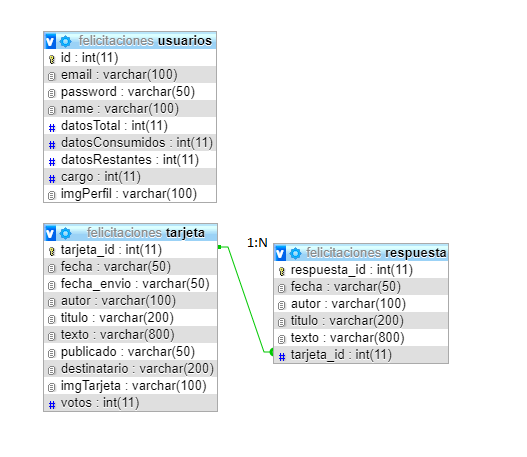 felicitaciones usuarios
id : int(11)
email : varchar(100)
password : varchar(50)
name : varchar(100)
datosTotal : int(11)
datosConsumidos : int(11)
datosRestantes : int(11)
cargo : int(11)
imgPerfil : varchar(100)
felicitaciones tarjeta
tarjeta_id : int(11)
fecha : varchar(50)
fecha_envio : varchar(50)
autor : varchar(100)
titulo : varchar(200)
texto : varchar(800)
publicado : varchar(50)
destinatario : varchar(200)
imgTarjeta : varchar(100)
votos : int(11)
1:N
felicitaciones respuesta
respuesta_id : int(11)
fecha : varchar(50)
autor : varchar(100)
titulo : varchar(200)
texto : varchar(800)
tarjeta_id : int(11)